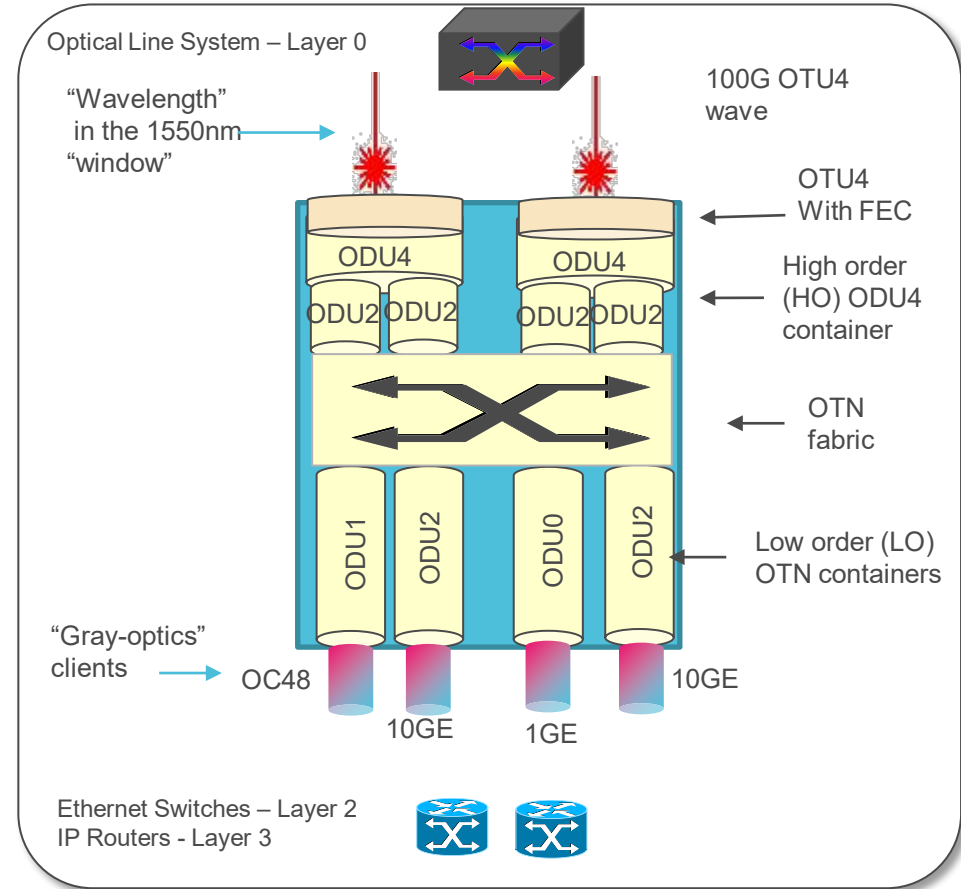 Optical Line System – Layer 0
100G OTU4
wave
“Wavelength”
in the 1550nm
“window”
OTU4
With FEC
ODU4
ODU4
High order
(HO) ODU4
container
ODU2
ODU2
ODU2
ODU2
OTN
fabric
ODU1
ODU2
ODU0
ODU2
Low order (LO)
OTN containers
“Gray-optics”
clients
OC48
10GE
1GE
10GE
Ethernet Switches – Layer 2
IP Routers - Layer 3